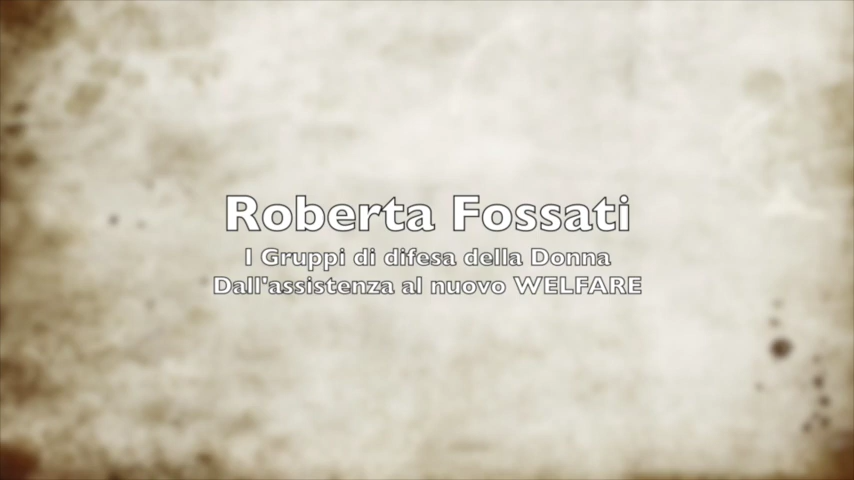 Roberta Fossati
I Gruppi di difesa della Donna
Dall'assistenza al nuovo WELFARE